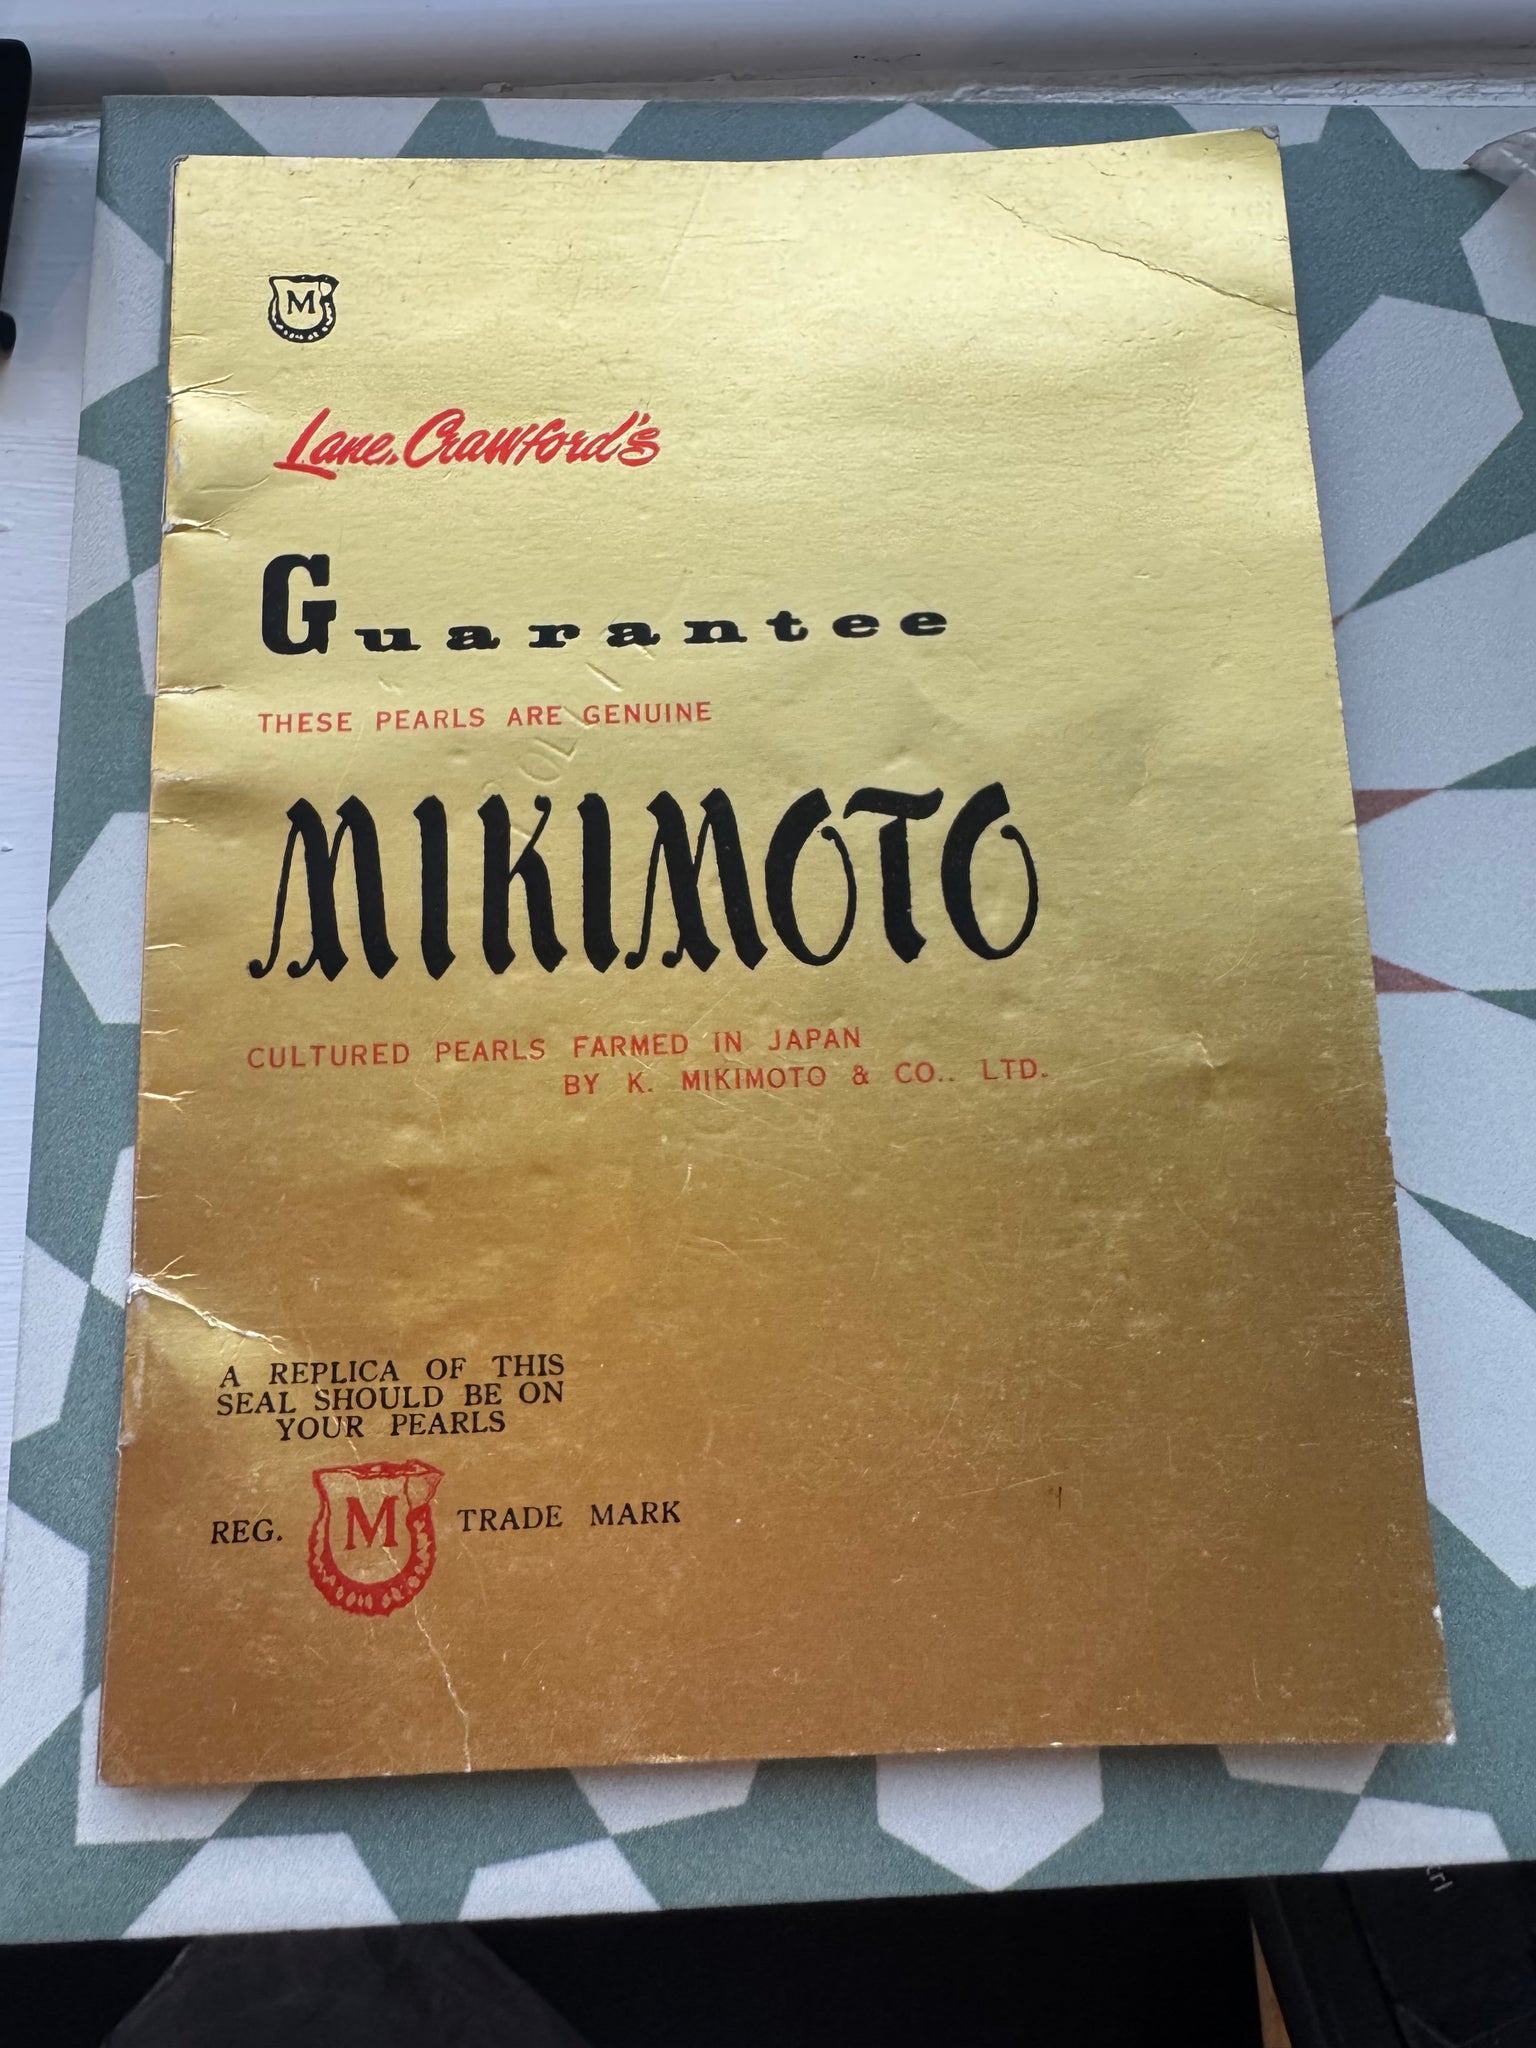 M
Lane, Crawford's
Guarantee
THESE PEARLS ARE GENUINE
MIKIMOTO
CULTURED PEARLS FARMED IN JAPAN
BY K. MIKIMOTO & CO., LTD.
A REPLICA OF THIS
SEAL SHOULD BE ON
YOUR PEARLS
REG. M TRADE MARK